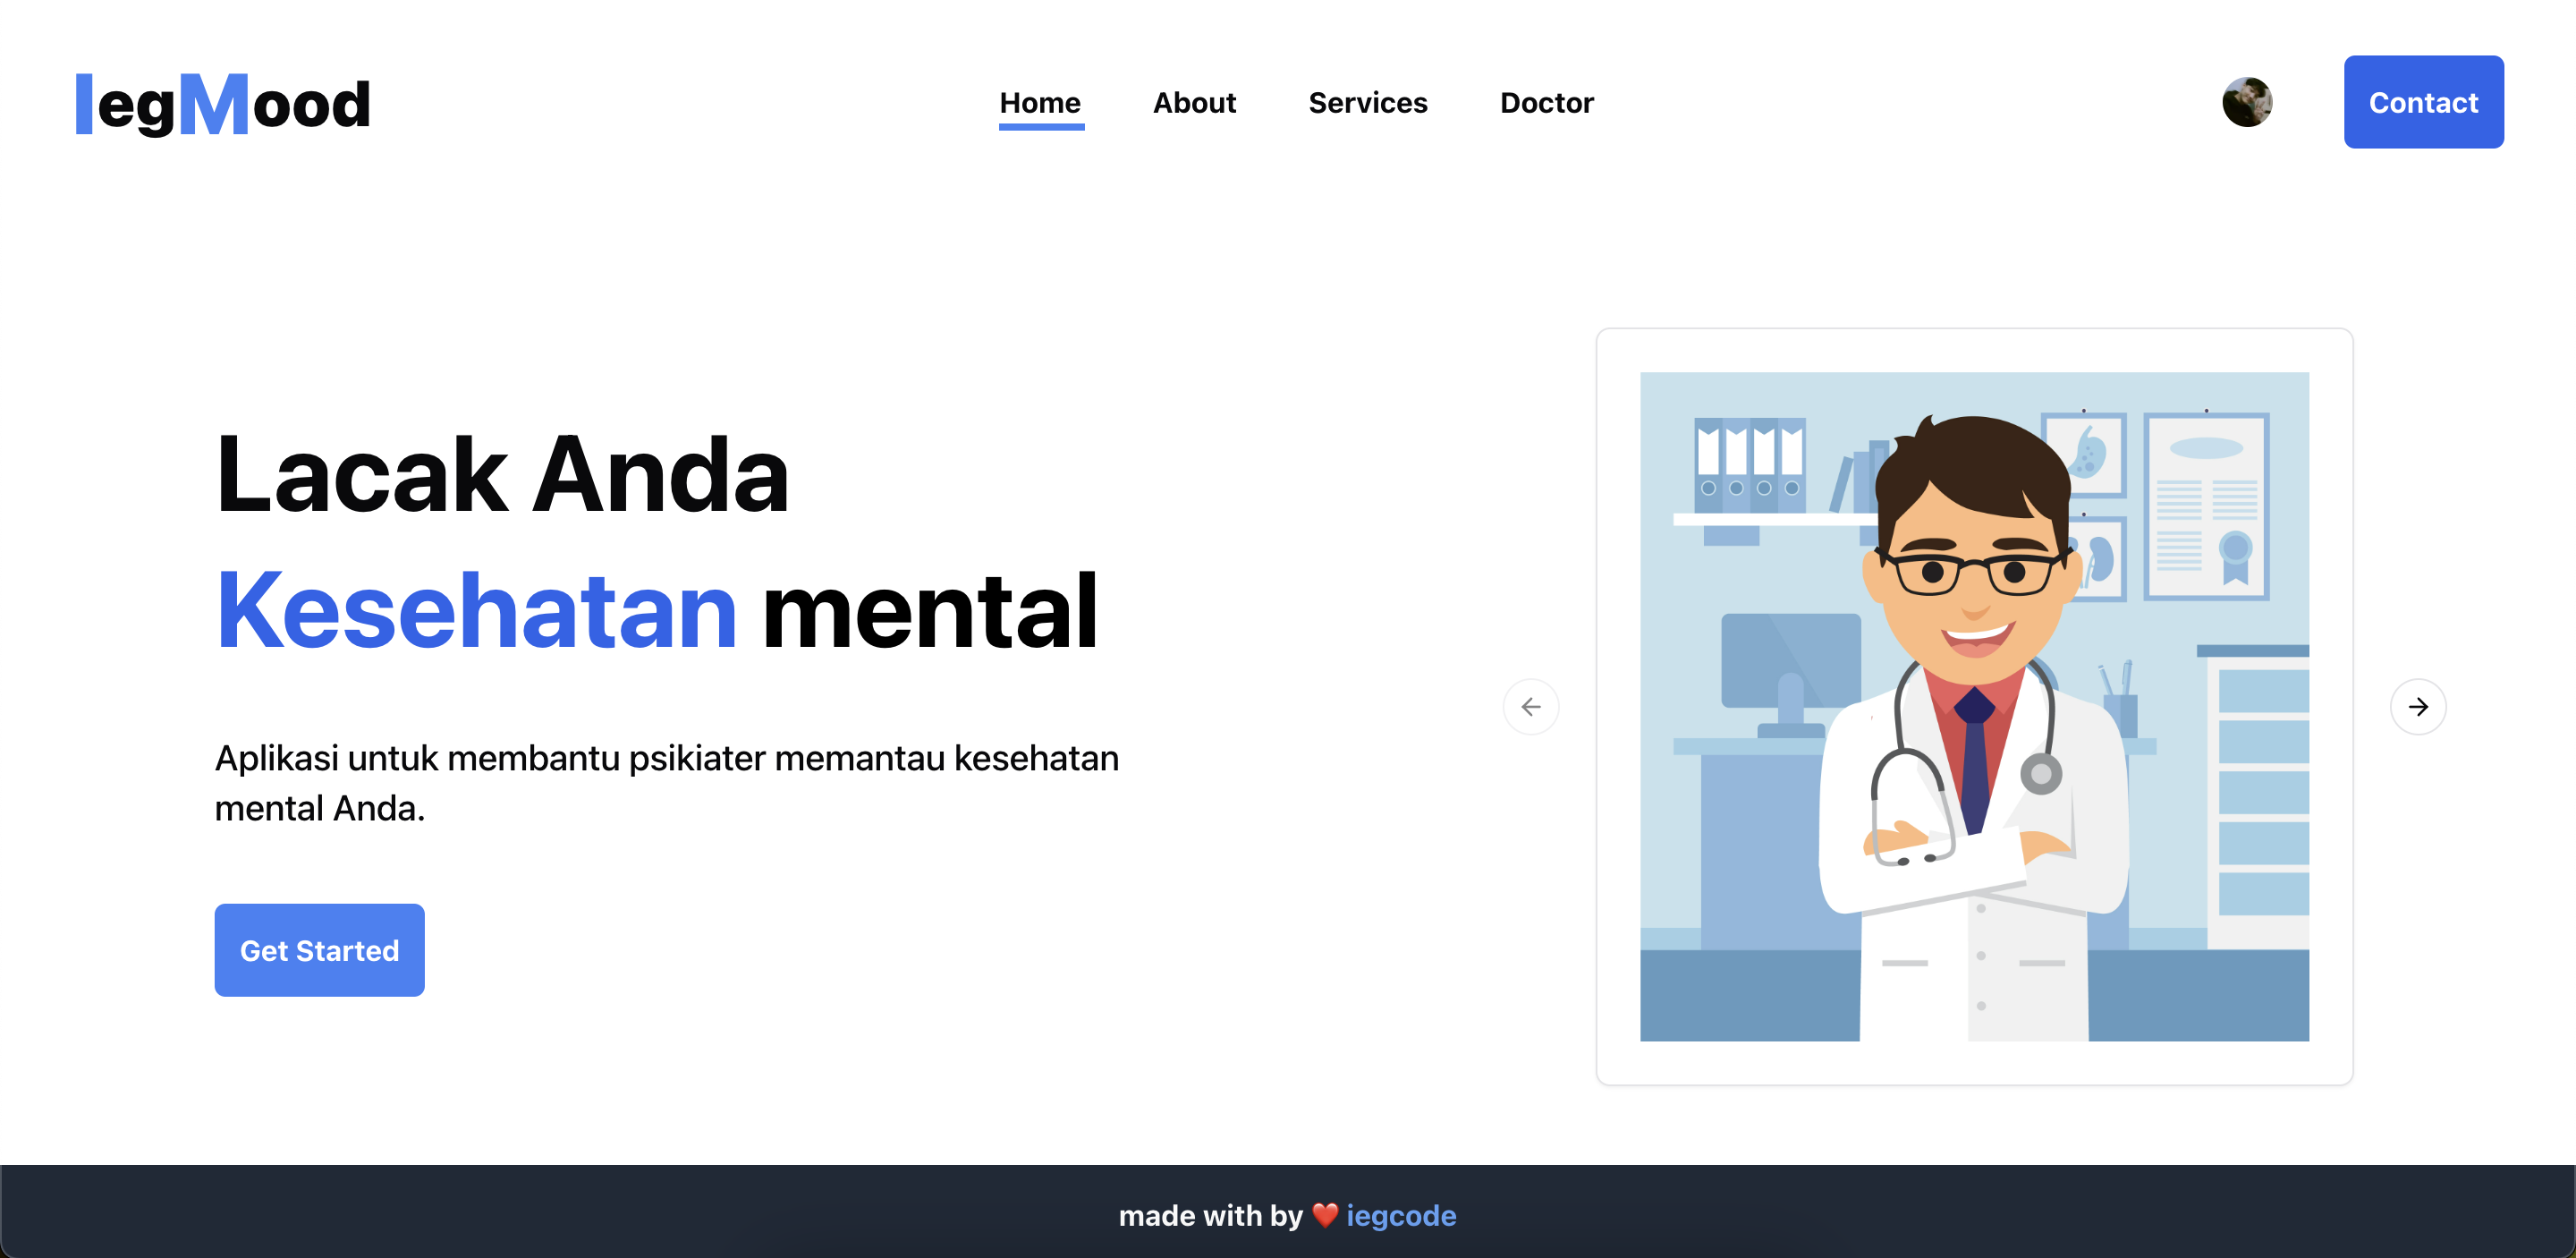 IegMood
Home About Services Doctor
Contact
Lacak Anda
Kesehatan mental
Aplikasi untuk membantu psikiater memantau kesehatan
mental Anda.
Get Started
made with by ❤️ iegcode